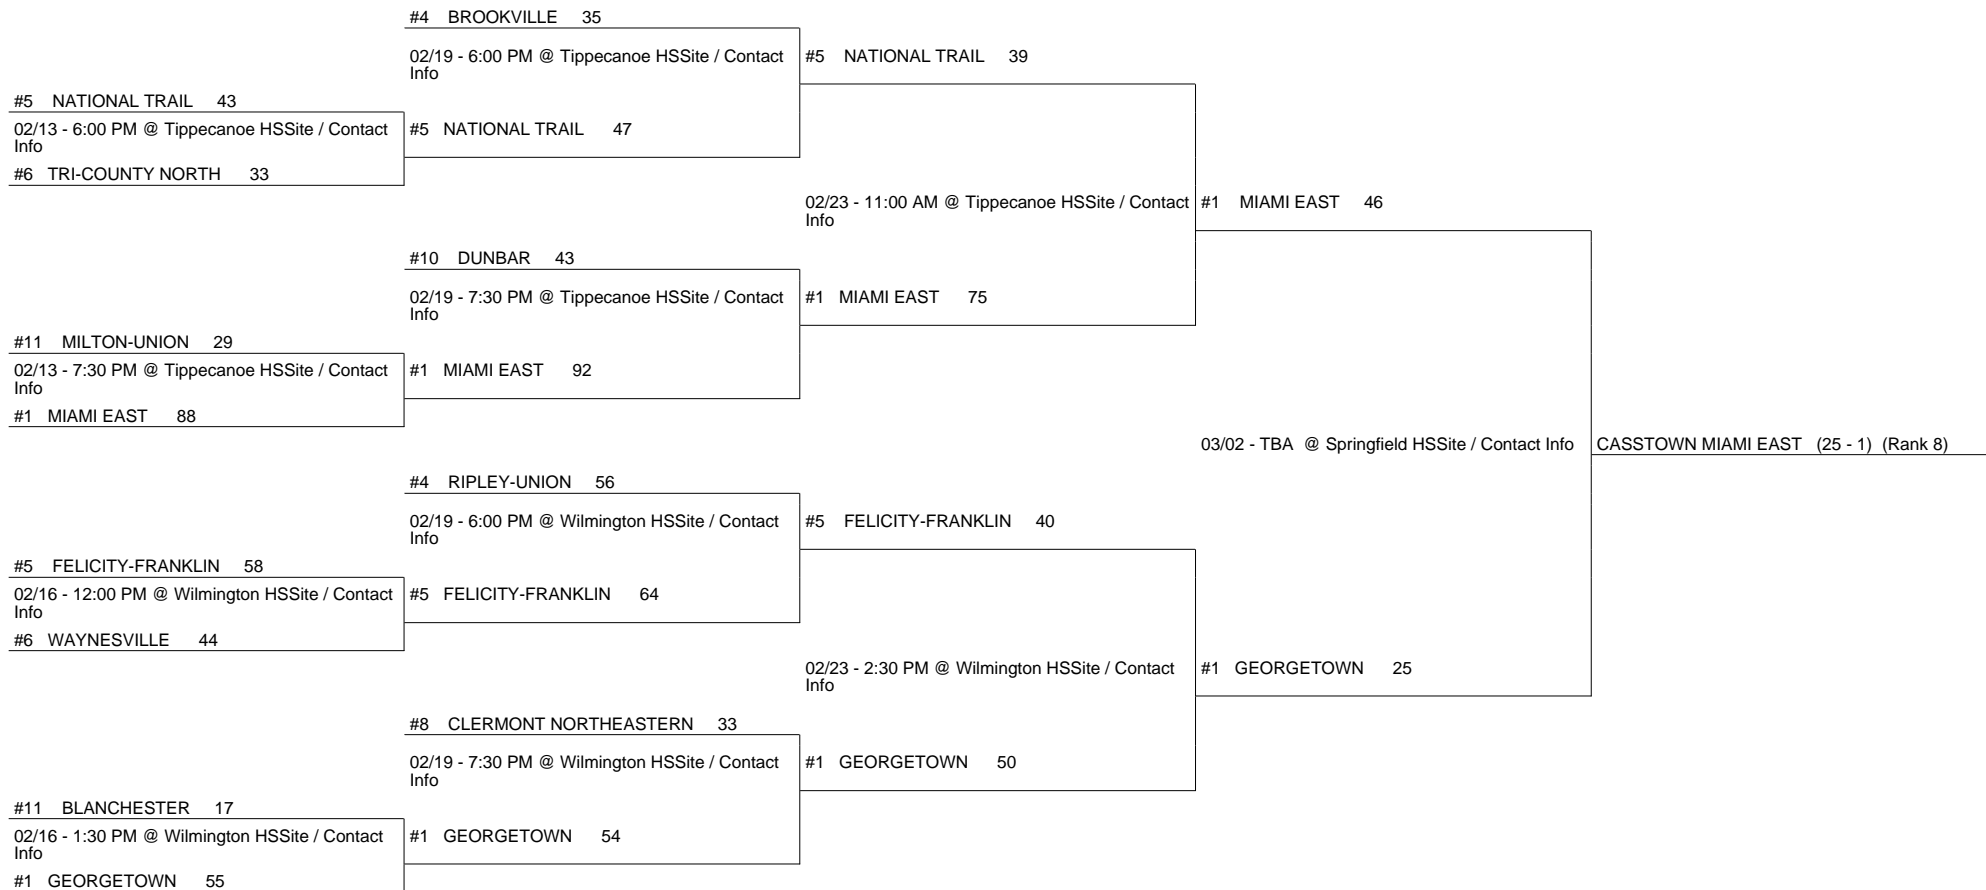 #4 BROOKVILLE 35
02/19 - 6:00 PM @ Tippecanoe HSSite / Contact
Info
#5 NATIONAL TRAIL 39
#5 NATIONAL TRAIL 43
02/13 - 6:00 PM @ Tippecanoe HSSite / Contact
Info
#5 NATIONAL TRAIL 47
#6 TRI-COUNTY NORTH 33
02/23 - 11:00 AM @ Tippecanoe HSSite / Contact
Info
#1 MIAMI EAST 46
#10 DUNBAR 43
02/19 - 7:30 PM @ Tippecanoe HSSite / Contact
Info
#1 MIAMI EAST 75
#11 MILTON-UNION 29
02/13 - 7:30 PM @ Tippecanoe HSSite / Contact
Info
#1 MIAMI EAST 92
#1 MIAMI EAST 88
03/02 - TBA @ Springfield HSSite / Contact Info
CASSTOWN MIAMI EAST (25 - 1) (Rank 8)
#4 RIPLEY-UNION 56
02/19 - 6:00 PM @ Wilmington HSSite / Contact
Info
#5 FELICITY-FRANKLIN 40
#5 FELICITY-FRANKLIN 58
02/16 - 12:00 PM @ Wilmington HSSite / Contact
Info
#5 FELICITY-FRANKLIN 64
#6 WAYNESVILLE 44
02/23 - 2:30 PM @ Wilmington HSSite / Contact
Info
#1 GEORGETOWN 25
#8 CLERMONT NORTHEASTERN 33
02/19 - 7:30 PM @ Wilmington HSSite / Contact
Info
#1 GEORGETOWN 50
#11 BLANCHESTER 17
02/16 - 1:30 PM @ Wilmington HSSite / Contact
Info
#1 GEORGETOWN 54
#1 GEORGETOWN 55